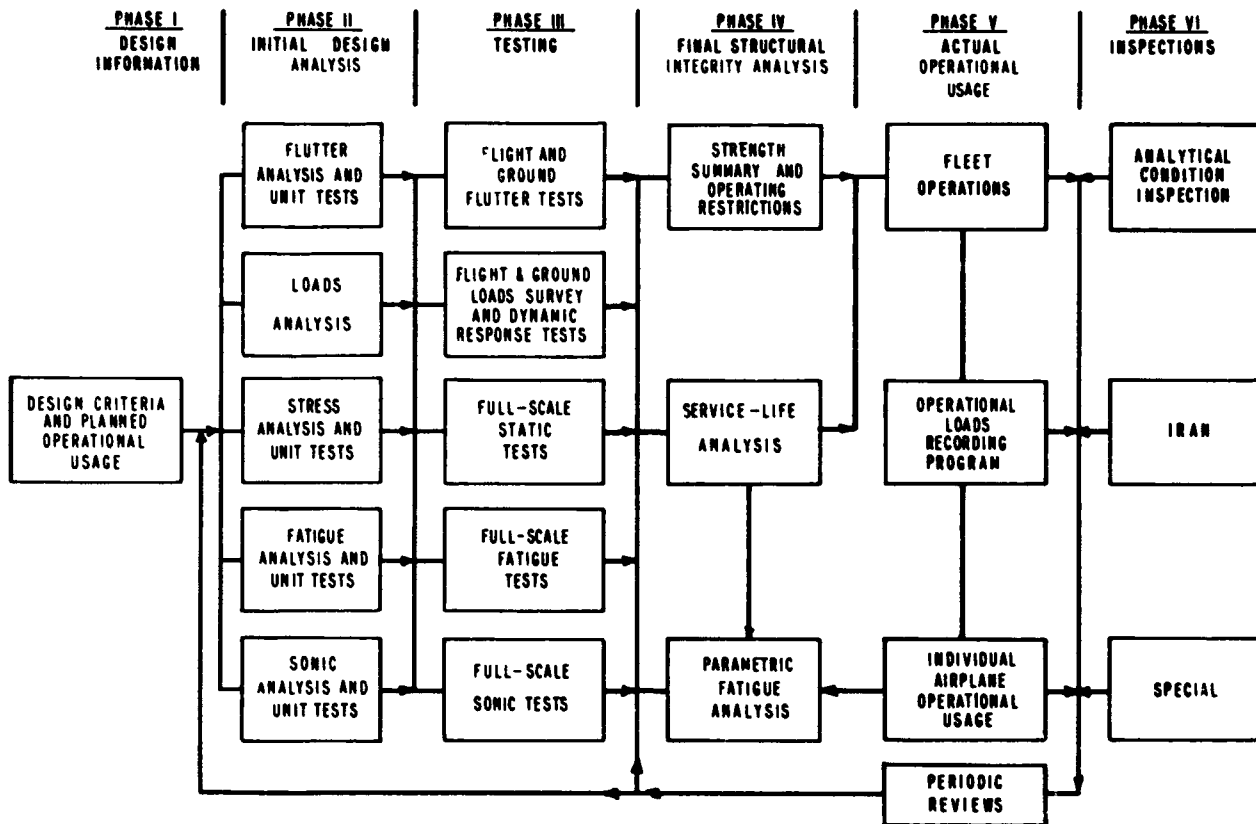 PHASE I
DESIGN
INFORMATION
PHASE II
INITIAL DESIGN
ANALYSIS
PHASE III
TESTING
PHASE IV
FINAL STRUCTURAL
INTEGRITY ANALYSIS
PHASE V
ACTUAL
OPERATIONAL
USAGE
PHASE VI
INSPECTIONS
FLUTTER
ANALYSIS AND
UNIT TESTS
FLIGHT AND
GROUND
FLUTTER TESTS
STRENGTH
SUMMARY AND
OPERATING
RESTRICTIONS
FLEET
OPERATIONS
ANALYTICAL
CONDITION
INSPECTION
LOADS
ANALYSIS
FLIGHT & GROUND
LOADS SURVEY
AND DYNAMIC
RESPONSE TESTS
DESIGN CRITERIA
AND PLANNED
OPERATIONAL
USAGE
STRESS
ANALYSIS AND
UNIT TESTS
FULL-SCALE
STATIC
TESTS
SERVICE-LIFE
ANALYSIS
OPERATIONAL
LOADS
RECORDING
PROGRAM
IRAN
FATIGUE
ANALYSIS AND
UNIT TESTS
FULL-SCALE
FATIGUE
TESTS
SONIC
ANALYSIS AND
UNIT TESTS
FULL-SCALE
SONIC TESTS
PARAMETRIC
FATIGUE
ANALYSIS
INDIVIDUAL
AIRPLANE
OPERATIONAL
USAGE
SPECIAL
PERIODIC
REVIEWS